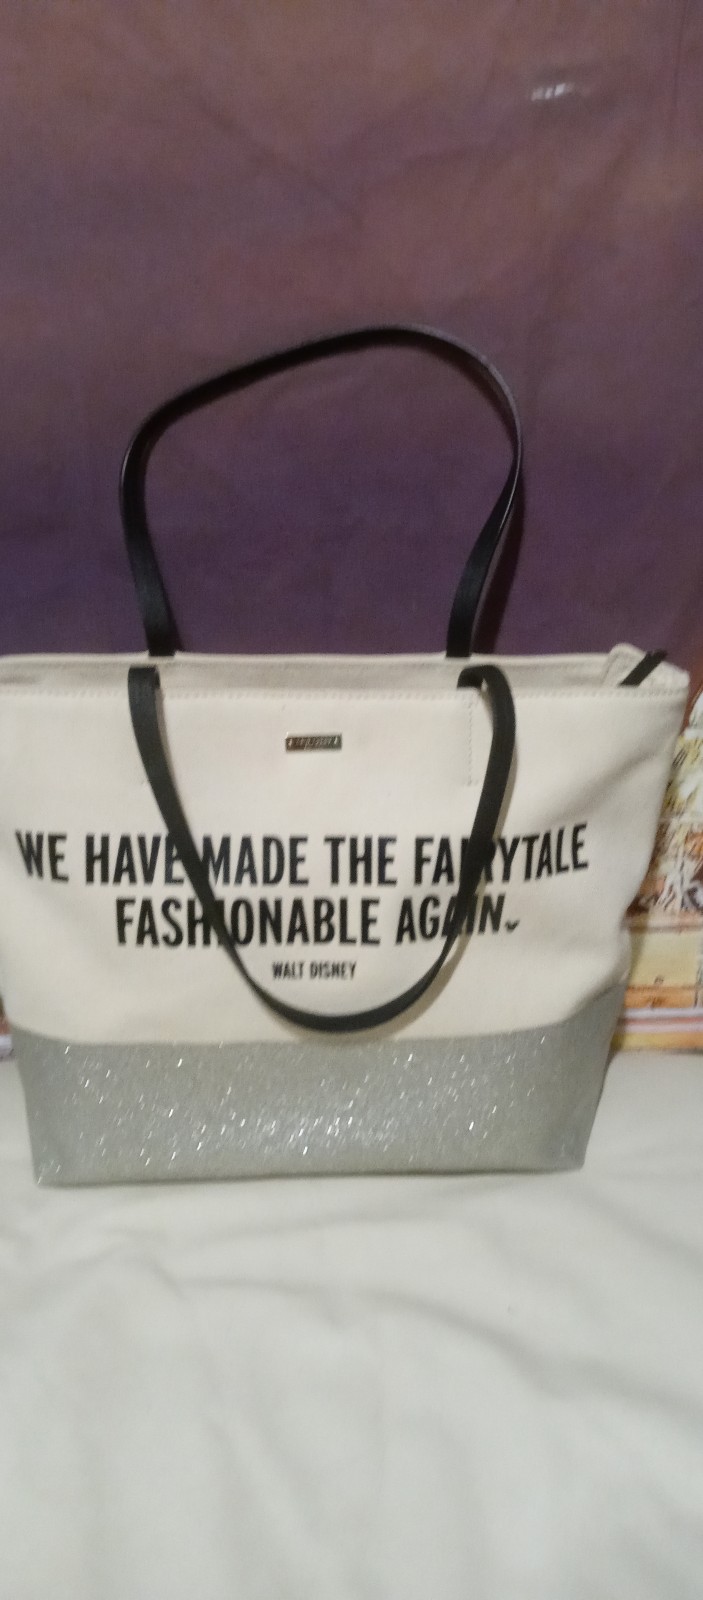 WE HAVE MADE THE FAIRYTALE
FASHIONABLE AGAIN.
WALT DISNEY